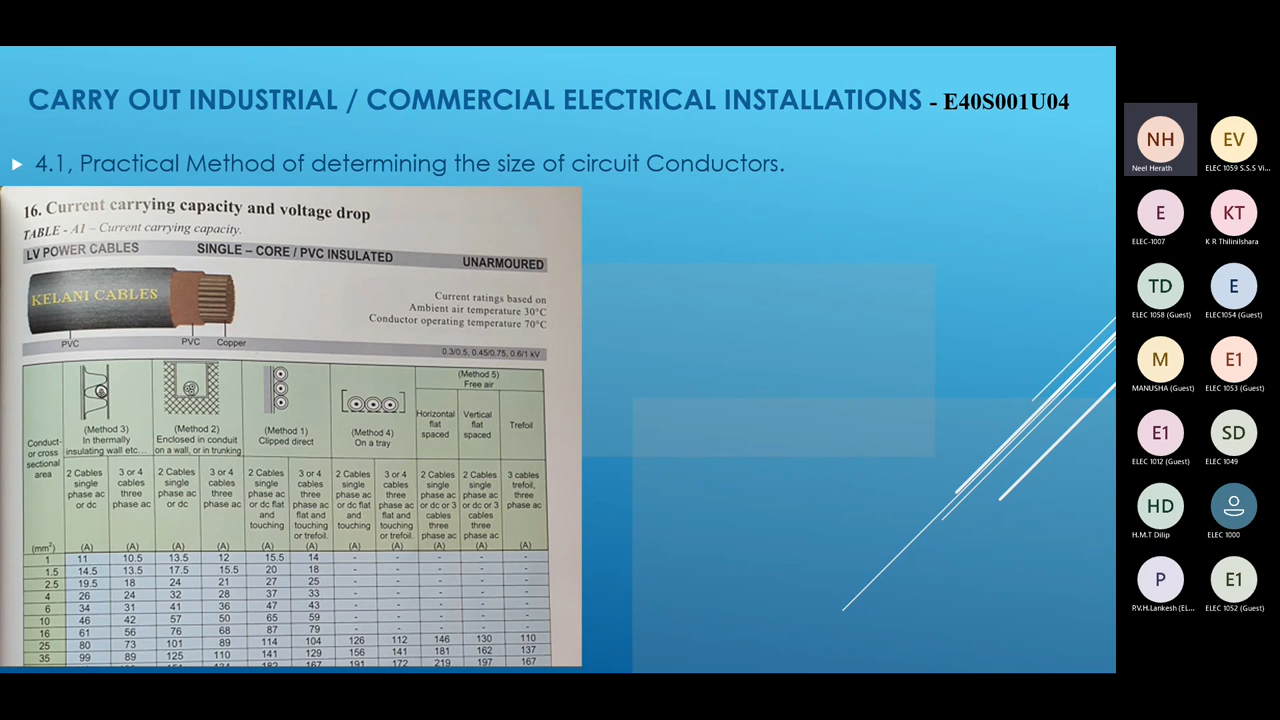 CARRY OUT INDUSTRIAL / COMMERCIAL ELECTRICAL INSTALLATIONS - E40S001U04
4.1, Practical Method of determining the size of circuit Conductors.
16. Current carrying capacity and voltage drop
TABLE - A1 – Current carrying capacity.
LV POWER CABLES SINGLE – CORE / PVC INSULATED UNARMOURED
KELANI CABLES
Current ratings based on
Ambient air temperature 30°C
Conductor operating temperature 70°C
PVC PVC Copper
0.3/0.5, 0.45/0.75, 0.6/1 kV
Conduct-
or cross
sectional
area
(mm²)
(Method 3)
In thermally
insulating wall etc...
(Method 2)
Enclosed in conduit
on a wall, or in trunking
(Method 1)
Clipped direct
(Method 4)
On a tray
(Method 5)
Free air
Horizontal
flat
spaced
Vertical
flat
spaced
Trefoil
2 Cables
single
phase ac
or dc
(A)
3 or 4
cables
three
phase ac
(A)
2 Cables
single
phase ac
or dc
(A)
3 or 4
cables
three
phase ac
(A)
2 Cables
single
phase ac
or dc flat
and
touching
(A)
3 or 4
cables
three
phase ac
flat and
touching
or trefoil.
(A)
2 Cables
single
phase ac
or dc flat
and
touching
(A)
3 or 4
cables
three
phase ac
flat and
touching
or trefoil.
(A)
2 Cables
single
phase ac
or dc or 3
cables
three
phase ac
(A)
2 Cables
single
phase ac
or dc or 3
cables
three
phase ac
(A)
3 cables
trefoil,
three
phase ac
(A)
1 11 10.5 13.5 12 15.5 14 - - - - -
1.5 14.5 13.5 17.5 15.5 20 18 - - - - -
2.5 19.5 18 24 21 27 25 - - - - -
4 26 24 32 28 37 33 - - - - -
6 34 31 41 36 47 43 - - - - -
10 46 42 57 50 65 59 - - - - -
16 61 56 76 68 87 79 - - - - -
25 80 73 101 89 114 104 126 112 146 130 110
35 99 89 125 110 141 129 156 141 181 162 137
182 167 191 172 219 197 167
NH EV
Neel Herath ELEC 1059 S.S.S Vi...
E KT
ELEC-1007 K R Thilinilshara
TD E
ELEC 1058 (Guest) ELEC1054 (Guest)
M E1
MANUSHA (Guest) ELEC 1053 (Guest)
E1 SD
ELEC 1012 (Guest) ELEC 1049
HD
H.M.T Dilip ELEC 1000
P E1
P.V.H.Lankesh (EL... ELEC 1052 (Guest)